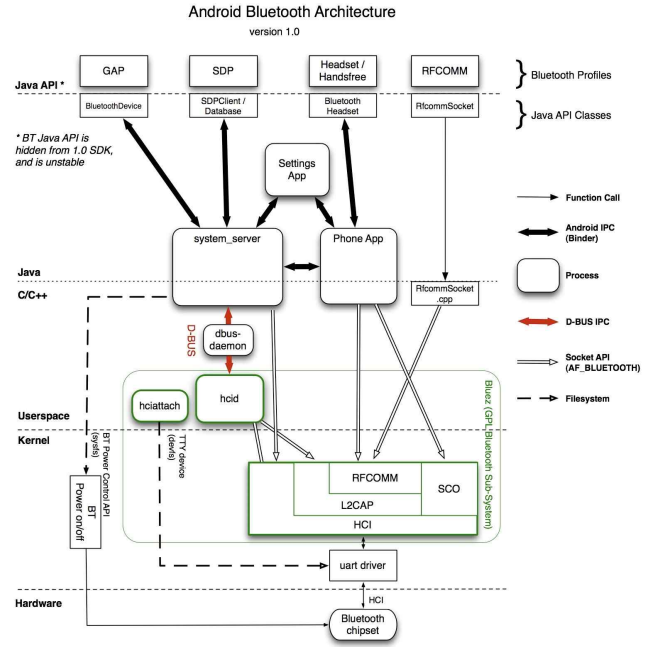 Android Bluetooth Architecture
version 1.0
GAP
SDP
Headset /
Handsfree
RFCOMM
Bluetooth Profiles
Java API *
BluetoothDevice
SDPClient /
Database
Bluetooth
Headset
RfcommSocket
Java API Classes
* BT Java API is
hidden from 1.0 SDK,
and is unstable
Settings
App
Function Call
system_server
Phone App
Android IPC
(Binder)
Java
C/C++
RfcommSocket
.cpp
Process
D-BUS
dbus-
daemon
D-BUS IPC
Socket API
(AF_BLUETOOTH)
Filesystem
hciattach
hcid
Bluez (GPL Bluetooth Sub-System)
Userspace
Kernel
BT Power Control API
(sysfs)
TTY device
(devfs)
RFCOMM
SCO
L2CAP
HCI
BT
Power on/off
uart driver
Hardware
HCI
Bluetooth
chipset